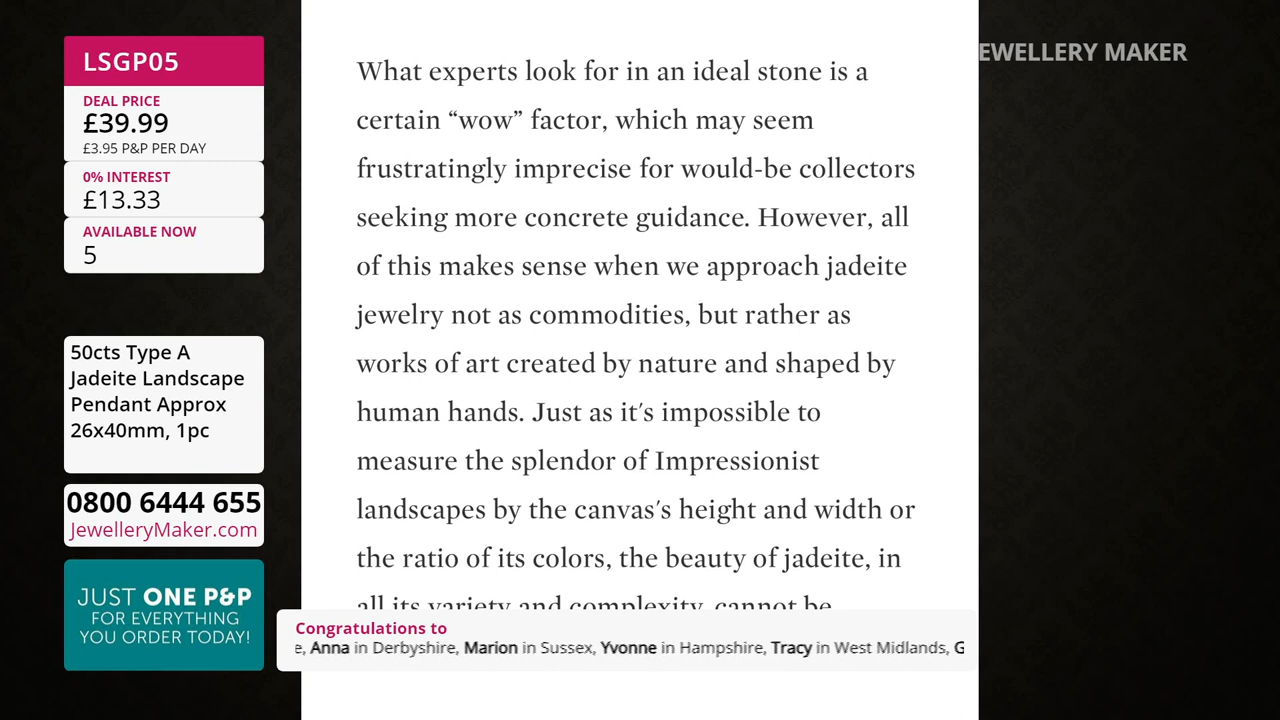 LSGP05
DEAL PRICE
£39.99
£3.95 P&P PER DAY
0% INTEREST
£13.33
AVAILABLE NOW
5
50cts Type A
Jadeite Landscape
Pendant Approx
26x40mm, 1pc
0800 6444 655
JewelleryMaker.com
JUST ONE P&P
FOR EVERYTHING
YOU ORDER TODAY!
What experts look for in an ideal stone is a
certain “wow” factor, which may seem
frustratingly imprecise for would-be collectors
seeking more concrete guidance. However, all
of this makes sense when we approach jadeite
jewelry not as commodities, but rather as
works of art created by nature and shaped by
human hands. Just as it's impossible to
measure the splendor of Impressionist
landscapes by the canvas's height and width or
the ratio of its colors, the beauty of jadeite, in
all its variety and complexity, cannot be
Congratulations to
e, Anna in Derbyshire, Marion in Sussex, Yvonne in Hampshire, Tracy in West Midlands, G
EWELLERY MAKER